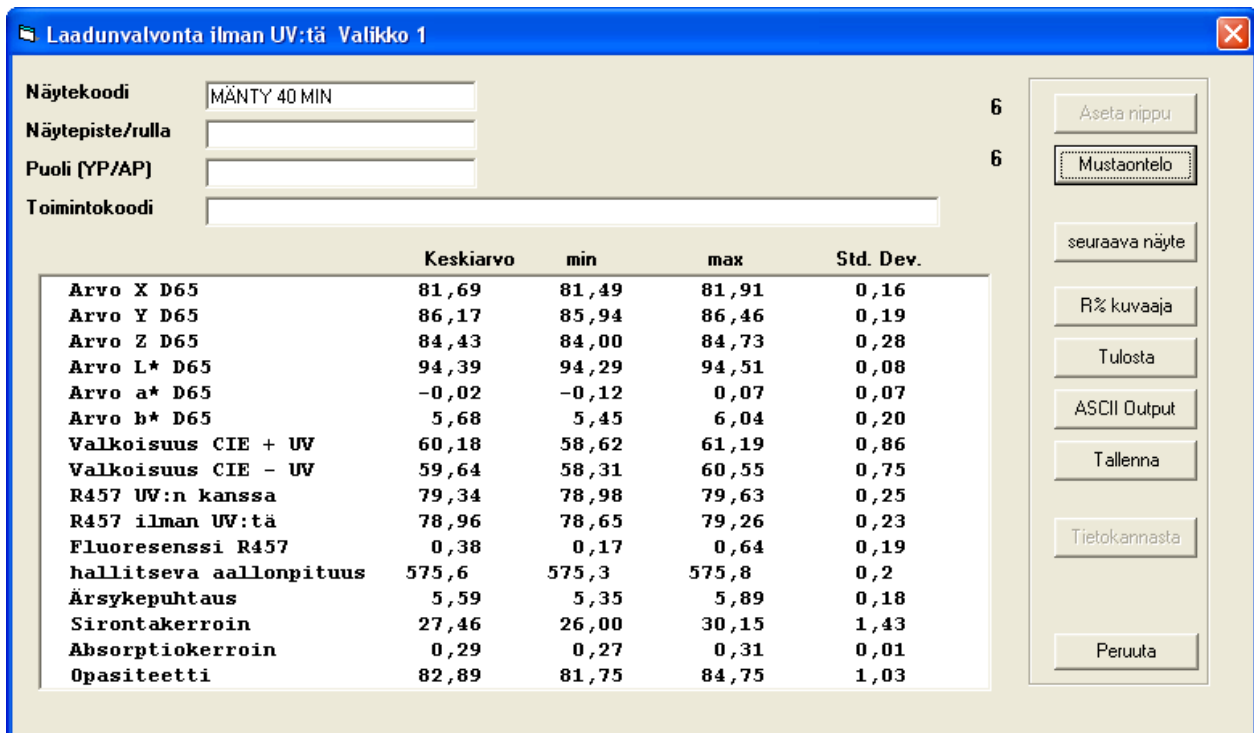 Laadunvalvonta ilman UV:tä Valikko 1
Näytekoodi MÄNTY 40 MIN
Näytepiste/rulla
Puoli (YP/AP)
Toimintokoodi
6
6
Keskiarvo min max Std. Dev.
Arvo X D65 81,69 81,49 81,91 0,16
Arvo Y D65 86,17 85,94 86,46 0,19
Arvo Z D65 84,43 84,00 84,73 0,28
Arvo L* D65 94,39 94,29 94,51 0,08
Arvo a* D65 -0,02 -0,12 0,07 0,07
Arvo b* D65 5,68 5,45 6,04 0,20
Valkoisuus CIE + UV 60,18 58,62 61,19 0,86
Valkoisuus CIE - UV 59,64 58,31 60,55 0,75
R457 UV:n kanssa 79,34 78,98 79,63 0,25
R457 ilman UV:tä 78,96 78,65 79,26 0,23
Fluoresenssi R457 0,38 0,17 0,64 0,19
hallitseva aallonpituus 575,6 575,3 575,8 0,2
Ärsykepuhtaus 5,59 5,35 5,89 0,18
Sirontakerroin 27,46 26,00 30,15 1,43
Absorptiokerroin 0,29 0,27 0,31 0,01
Opasiteetti 82,89 81,75 84,75 1,03
Aseta nippu
Mustaontelo
seuraava näyte
R% kuvaaja
Tulosta
ASCII Output
Tallenna
Tietokannasta
Peruuta